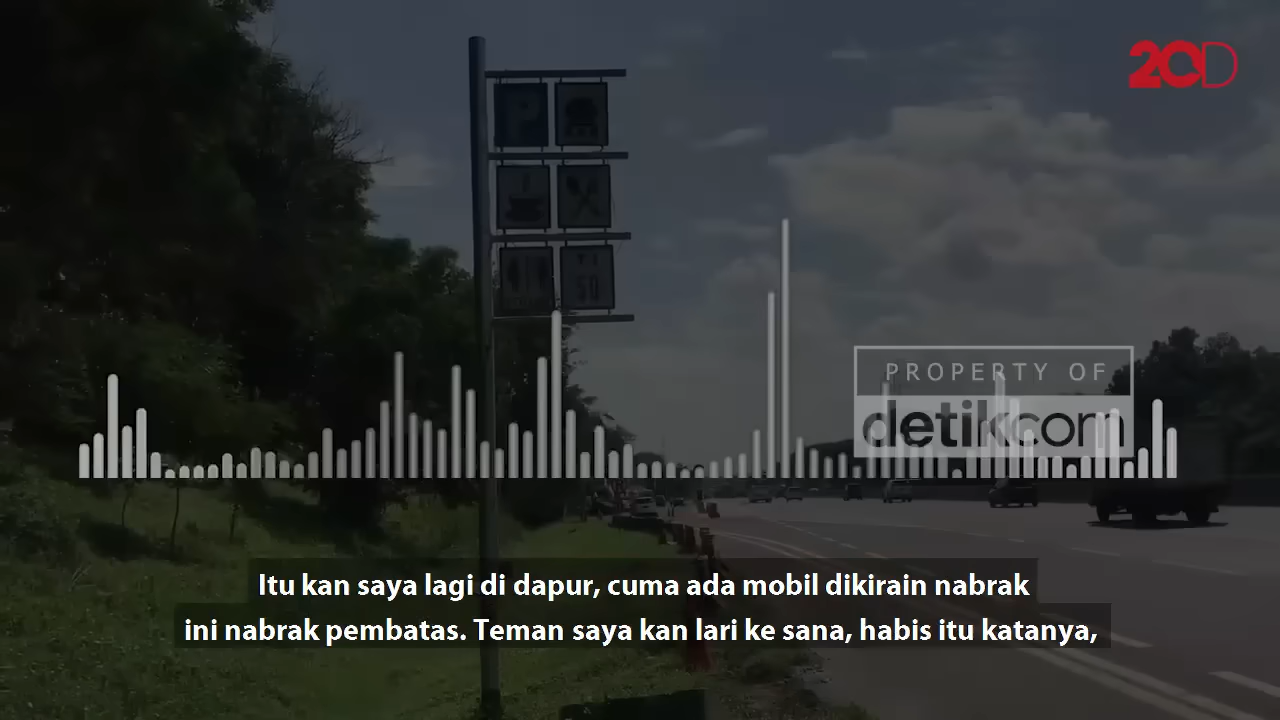 20D
P
PROPERTY OF
detikcom
Itu kan saya lagi di dapur, cuma ada mobil dikirain nabrak
ini nabrak pembatas. Teman saya kan lari ke sana, habis itu katanya,